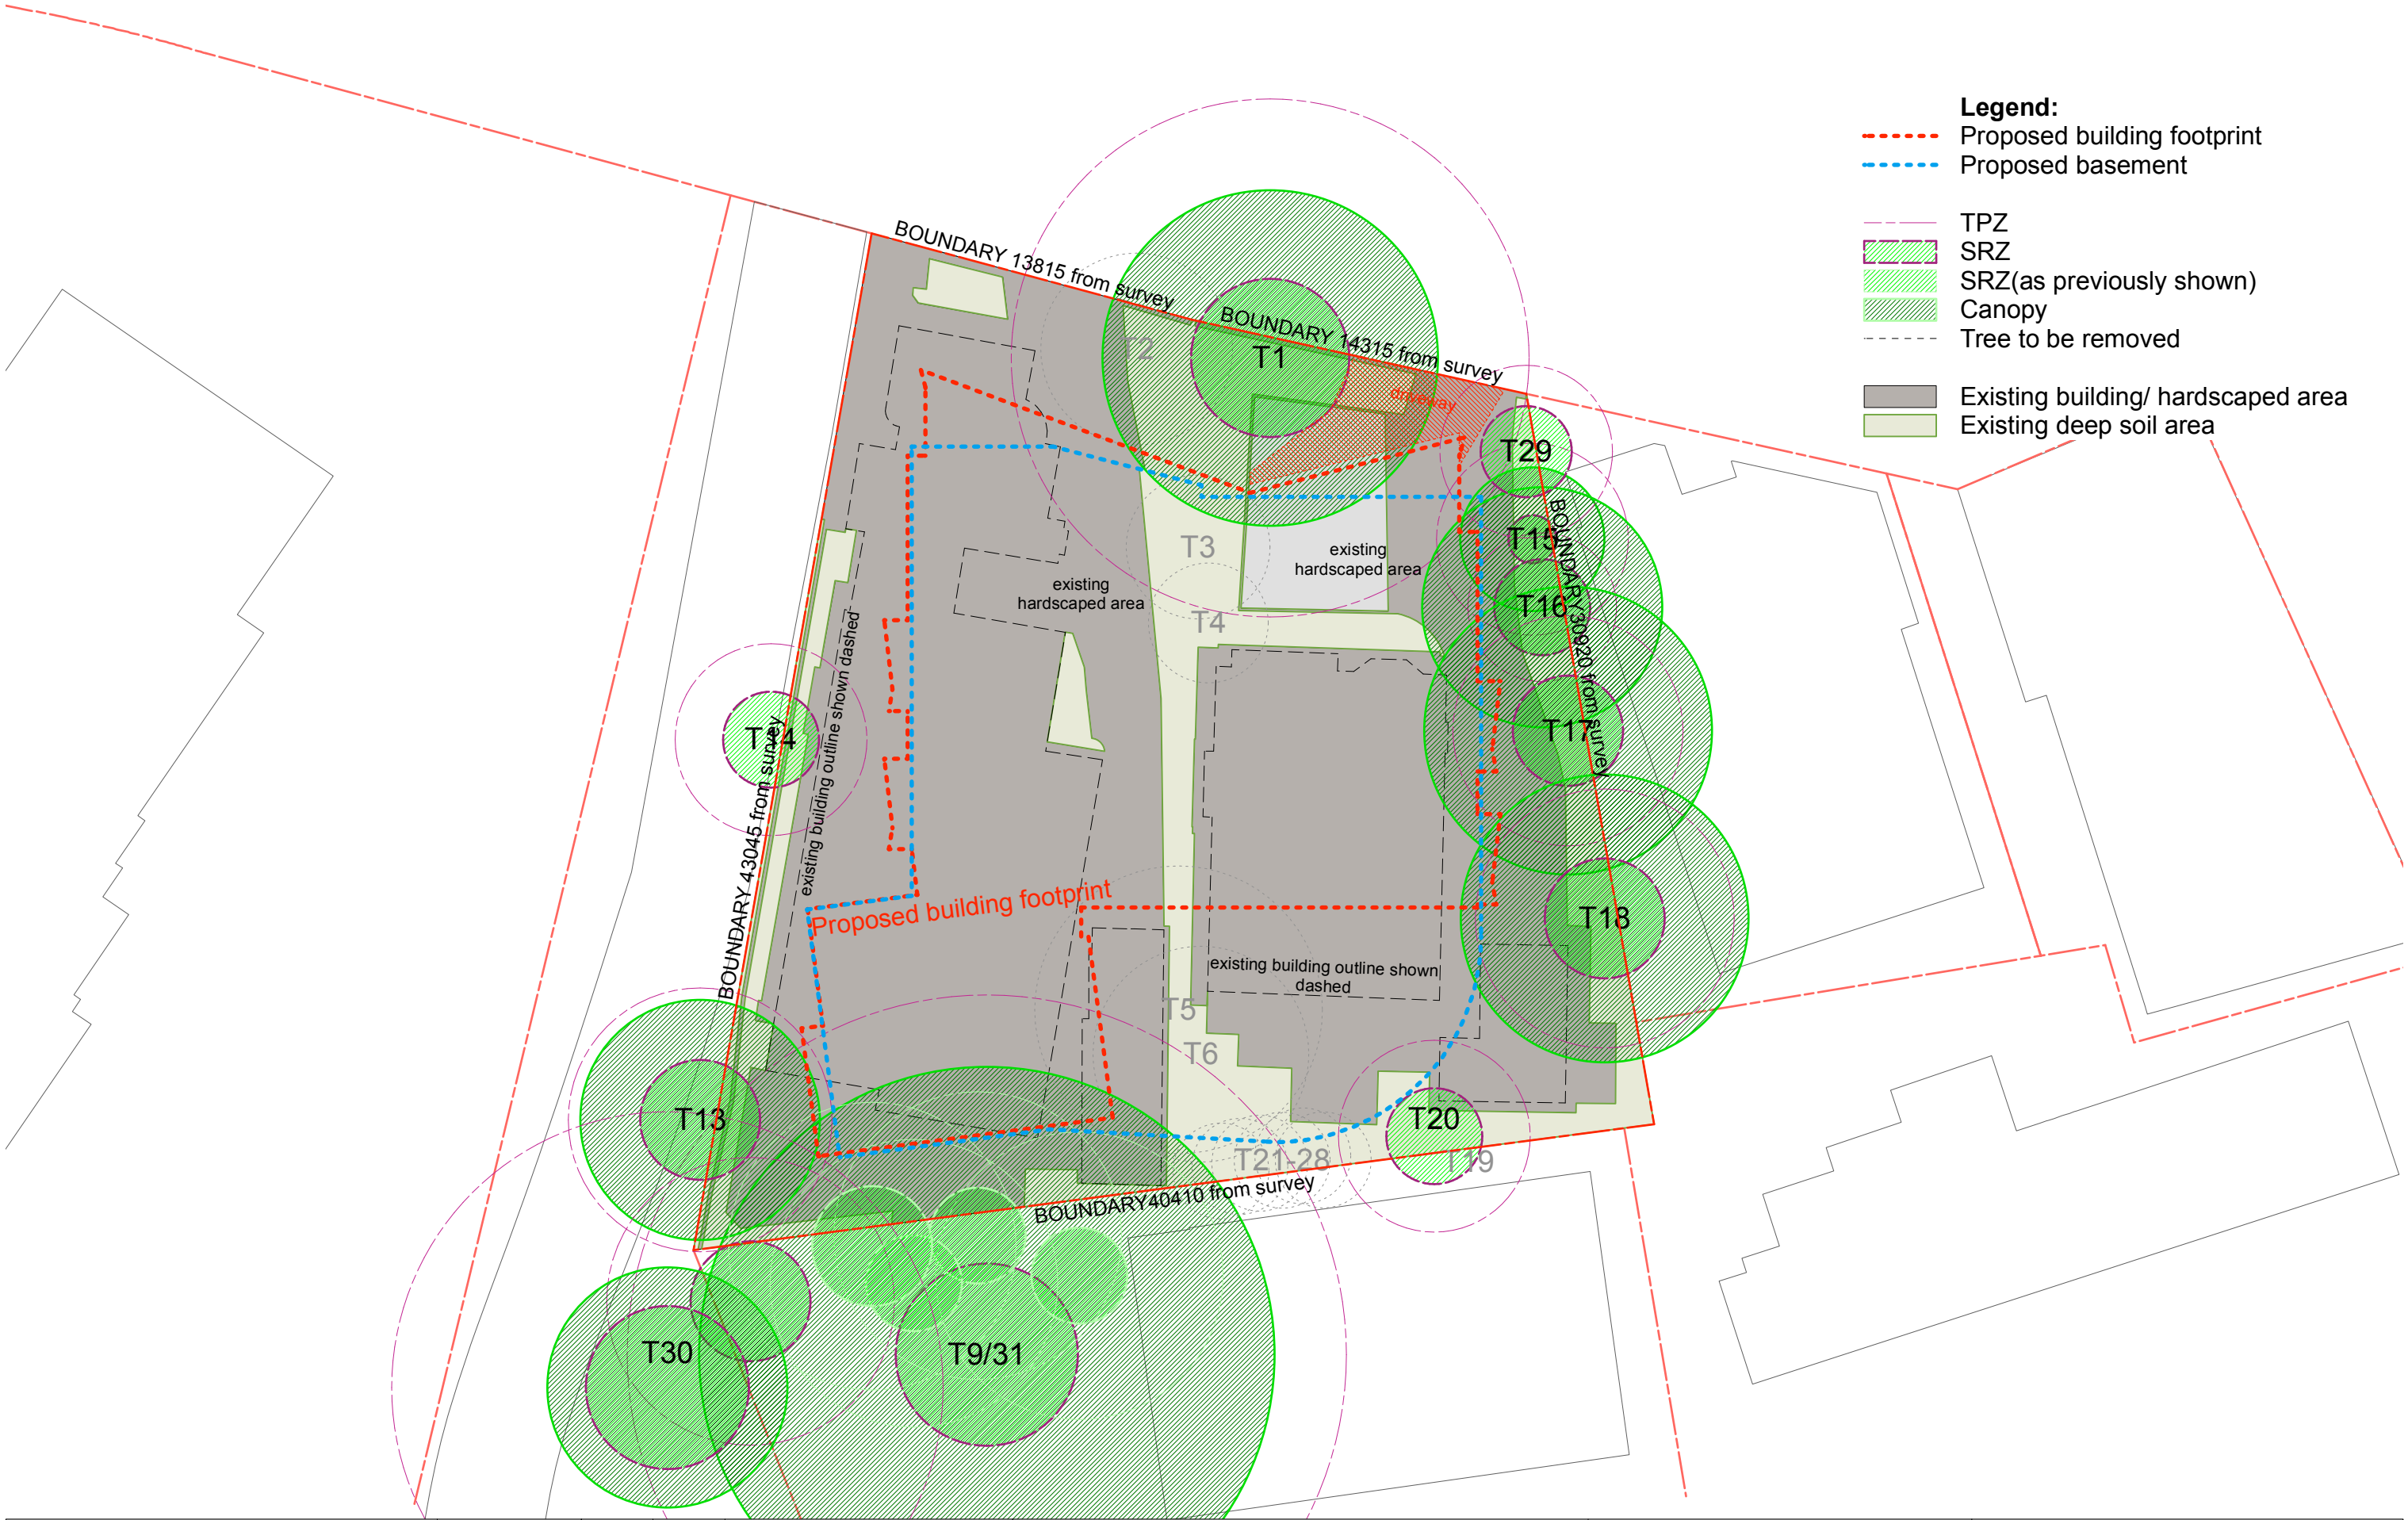 Legend:
Proposed building footprint
Proposed basement
TPZ
SRZ
SRZ(as previously shown)
Canopy
Tree to be removed
Existing building/ hardscaped area
Existing deep soil area
BOUNDARY 13815 from survey
BOUNDARY 14315 from survey
T2
T1
driveway
T29
T15
BOUNDARY30920 from survey
T3
existing
hardscaped area
existing
hardscaped area
T4
T16
T17
T14
existing building outline shown dashed
BOUNDARY 43045 from survey
Proposed building footprint
T18
existing building outline shown
dashed
T5
T6
T13
T20
T21-28
T19
BOUNDARY40410 from survey
T30
T9/31